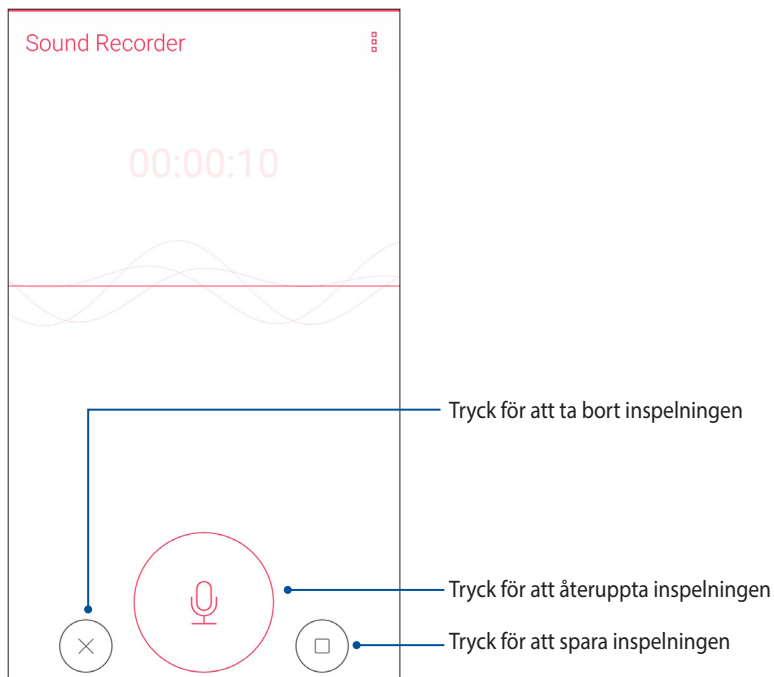 Sound Recorder
00:00:10
Tryck för att ta bort inspelningen
Tryck för att återuppta inspelningen
Tryck för att spara inspelningen